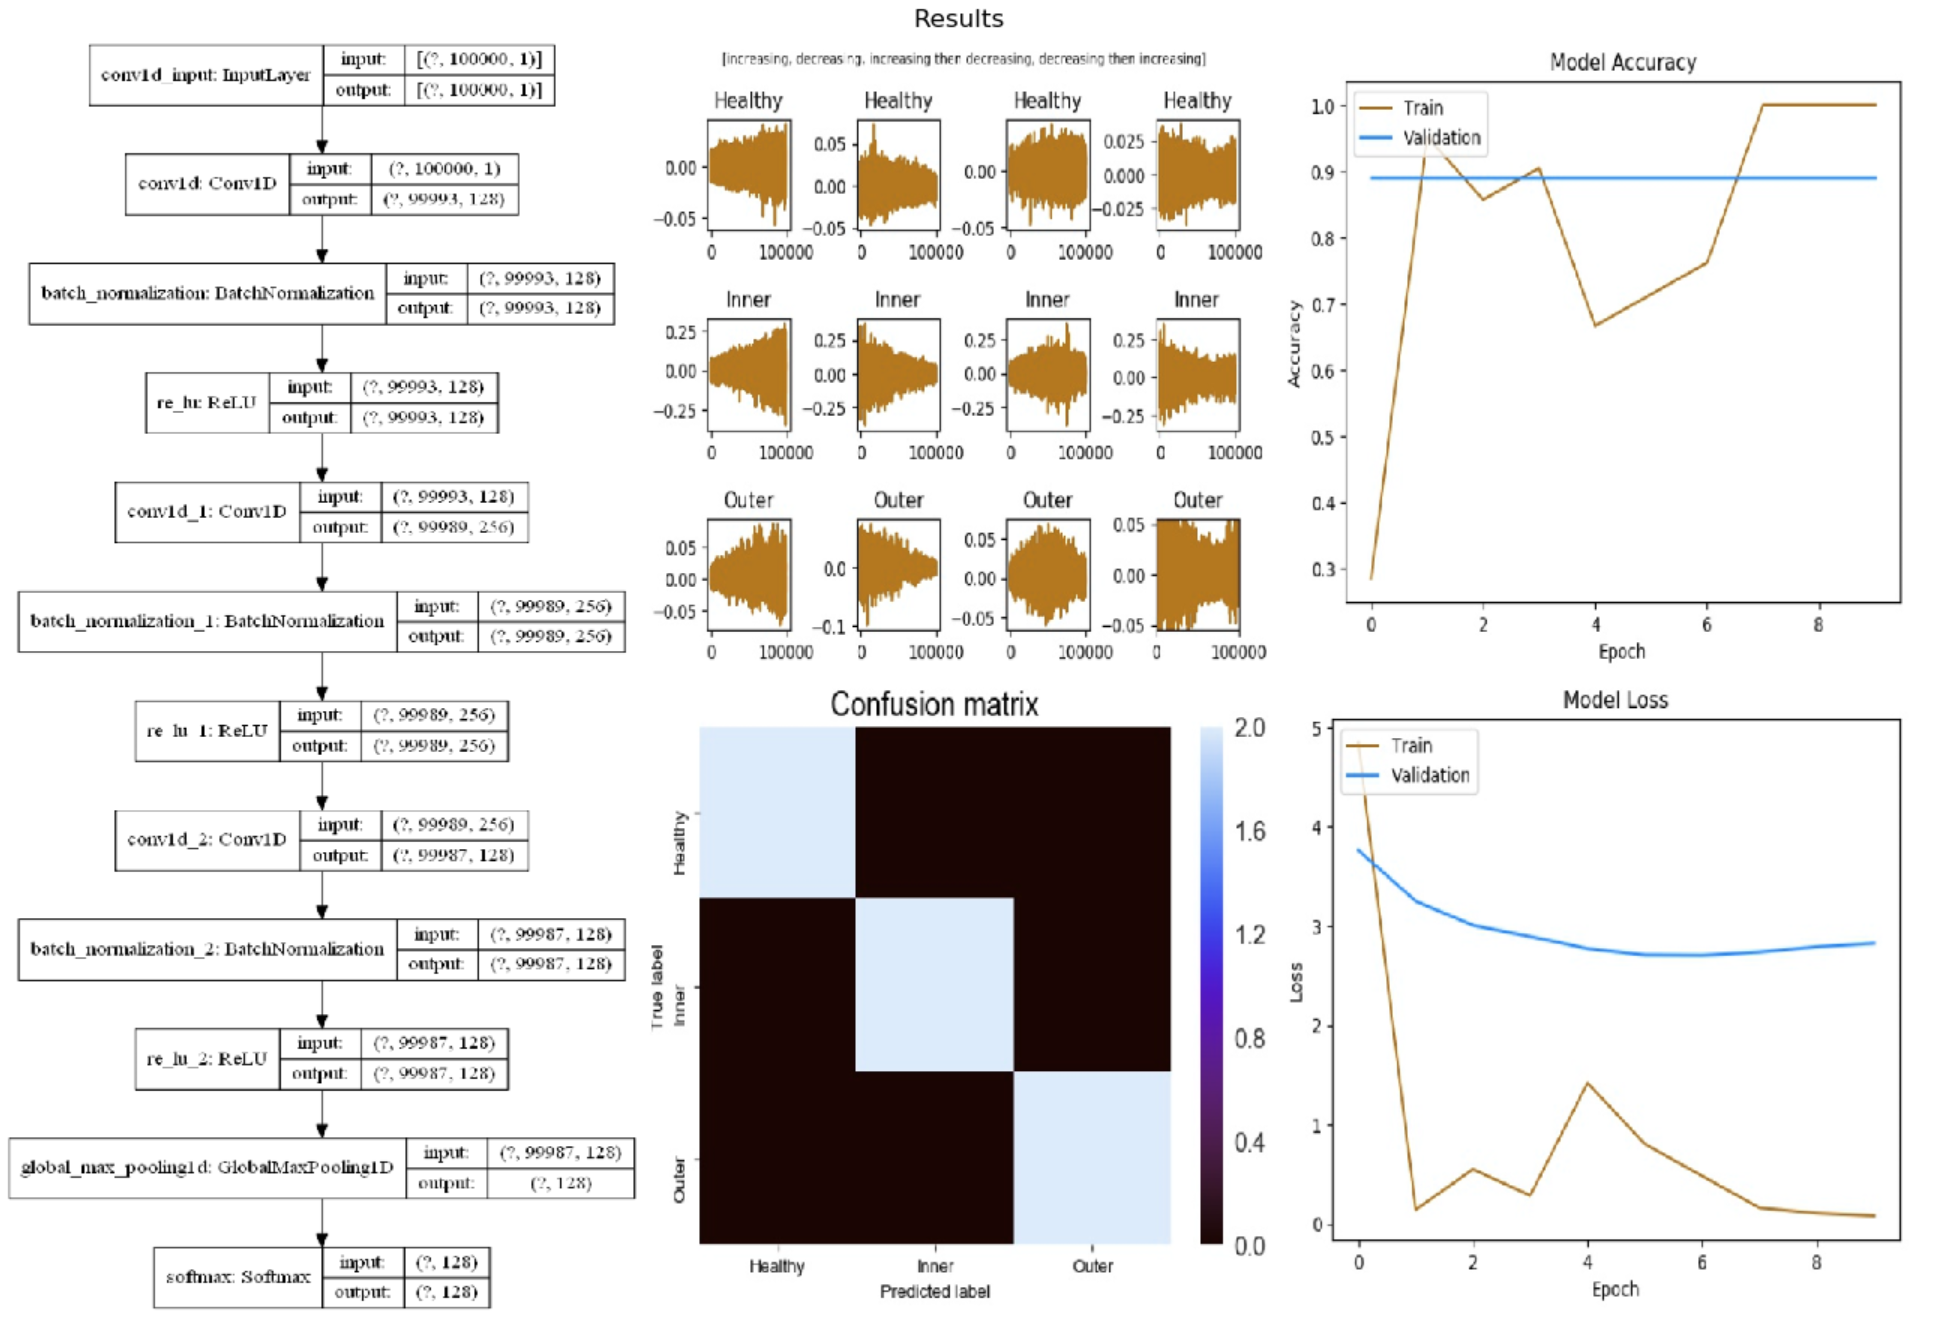 conv1d_input: InputLayer
input: [(?, 100000, 1)]
output: [(?, 100000, 1)]
conv1d: Conv1D
input: (?, 100000, 1)
output: (?, 99993, 128)
batch_normalization: BatchNormalization
input: (?, 99993, 128)
output: (?, 99993, 128)
re_lu: ReLU
input: (?, 99993, 128)
output: (?, 99993, 128)
conv1d_1: Conv1D
input: (?, 99993, 128)
output: (?, 99989, 256)
batch_normalization_1: BatchNormalization
input: (?, 99989, 256)
output: (?, 99989, 256)
re_lu_1: ReLU
input: (?, 99989, 256)
output: (?, 99989, 256)
conv1d_2: Conv1D
input: (?, 99989, 256)
output: (?, 99987, 128)
batch_normalization_2: BatchNormalization
input: (?, 99987, 128)
output: (?, 99987, 128)
re_lu_2: ReLU
input: (?, 99987, 128)
output: (?, 99987, 128)
global_max_pooling1d: GlobalMaxPooling1D
input: (?, 99987, 128)
output: (?, 128)
softmax: Softmax
input: (?, 128)
output: (?, 128)
Results
[increasing, decreasing, increasing then decreasing, decreasing then increasing]
Healthy Healthy Healthy Healthy
0.00 −0.05
0.05 0.00 −0.05
0.00 −0.05
0.025 0.000 −0.025
0 100000 0 100000 0 100000 0 100000
Inner Inner Inner Inner
0.25 0.00 −0.25
0.25 0.00 −0.25
0.25 0.00 −0.25
0.25 0.00 −0.25
0 100000 0 100000 0 100000 0 100000
Outer Outer Outer Outer
0.05 0.00 −0.05
0.0 −0.1
0.05 0.00 −0.05
0.05 0.00 −0.05
0 100000 0 100000 0 100000 0 100000
Confusion matrix
True label
Healthy
Inner
Outer
Healthy Inner Outer
Predicted label
2.0
1.6
1.2
0.8
0.4
0.0
Model Accuracy
Train
Validation
Accuracy
1.0
0.9
0.8
0.7
0.6
0.5
0.4
0.3
0 2 4 6 8
Epoch
Model Loss
Train
Validation
Loss
5
4
3
2
1
0
0 2 4 6 8
Epoch